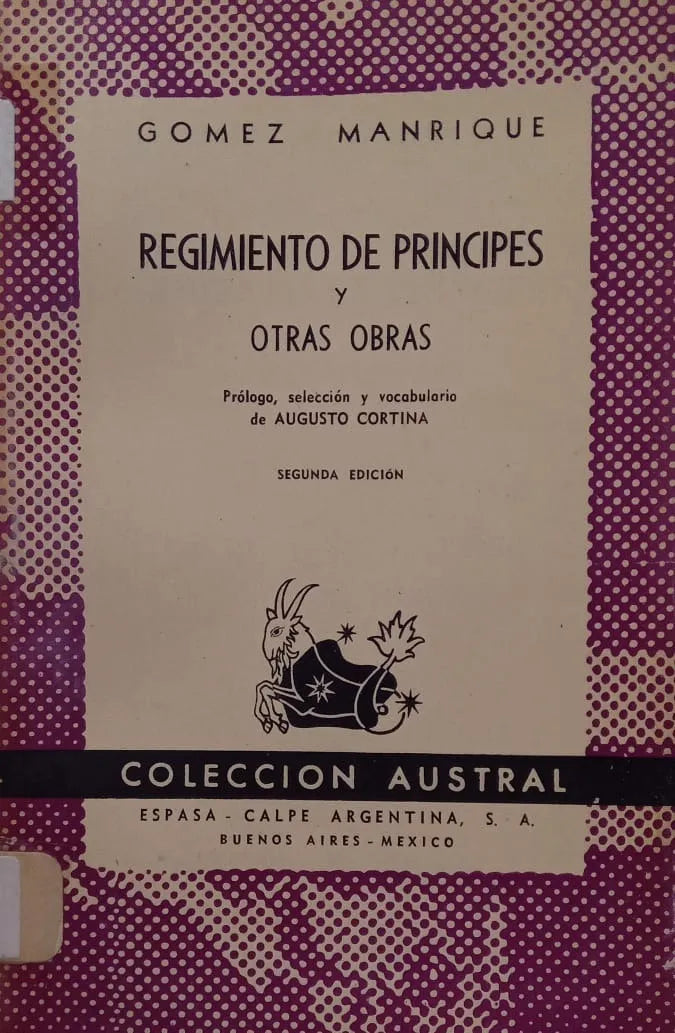 GOMEZ MANRIQUE
REGIMIENTO DE PRINCIPES
Y
OTRAS OBRAS
Prólogo, selección y vocabulario
de AUGUSTO CORTINA
SEGUNDA EDICIÓN
COLECCION AUSTRAL
ESPASA - CALPE ARGENTINA, S. A.
BUENOS AIRES - MEXICO